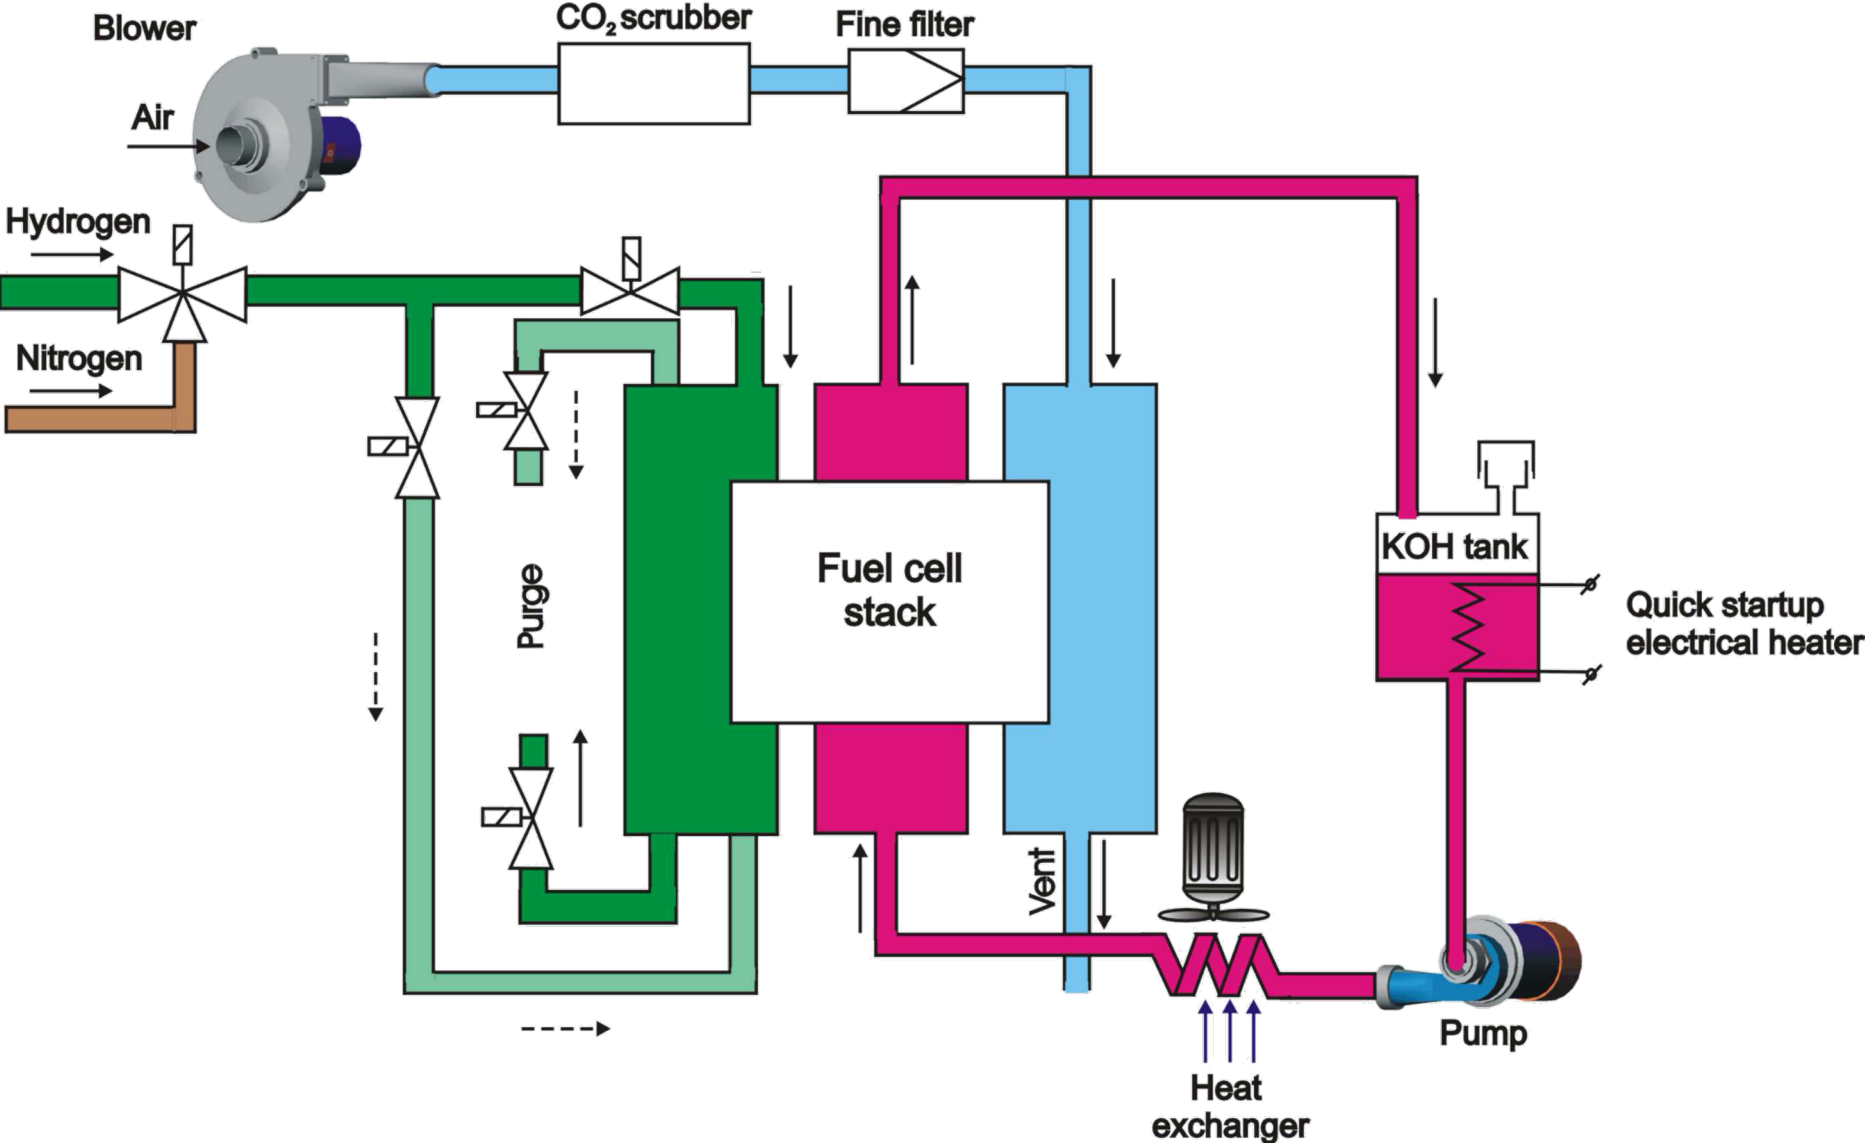 Blower
CO₂ scrubber
Fine filter
Air
Hydrogen
Nitrogen
Purge
Fuel cell
stack
KOH tank
Quick startup
electrical heater
Vent
Pump
Heat
exchanger